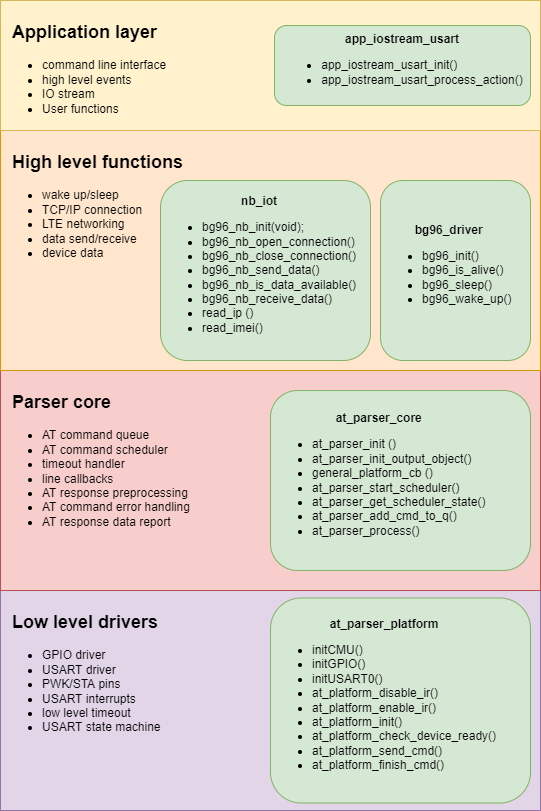 Application layer
command line interface
high level events
IO stream
User functions
app_iostream_usart
app_iostream_usart_init()
app_iostream_usart_process_action()
High level functions
wake up/sleep
TCP/IP connection
LTE networking
data send/receive
device data
nb_iot
bg96_nb_init(void);
bg96_nb_open_connection()
bg96_nb_close_connection()
bg96_nb_send_data()
bg96_nb_is_data_available()
bg96_nb_receive_data()
read_ip ()
read_imei()
bg96_driver
bg96_init()
bg96_is_alive()
bg96_sleep()
bg96_wake_up()
Parser core
AT command queue
AT command scheduler
timeout handler
line callbacks
AT response preprocessing
AT command error handling
AT response data report
at_parser_core
at_parser_init ()
at_parser_init_output_object()
general_platform_cb ()
at_parser_start_scheduler()
at_parser_get_scheduler_state()
at_parser_add_cmd_to_q()
at_parser_process()
Low level drivers
GPIO driver
USART driver
PWK/STA pins
USART interrupts
low level timeout
USART state machine
at_parser_platform
initCMU()
initGPIO()
initUSART0()
at_platform_disable_ir()
at_platform_enable_ir()
at_platform_init()
at_platform_check_device_ready()
at_platform_send_cmd()
at_platform_finish_cmd()